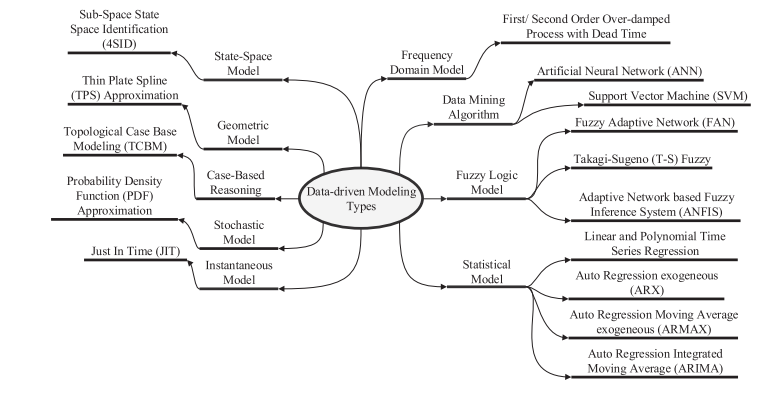 Sub-Space State
Space Identification
(4SID)
State-Space
Model
Thin Plate Spline
(TPS) Approximation
Geometric
Model
Topological Case Base
Modeling (TCBM)
Case-Based
Reasoning
Probability Density
Function (PDF)
Approximation
Stochastic
Model
Just In Time (JIT)
Instantaneous
Model
Data-driven Modeling
Types
Frequency
Domain Model
First/ Second Order Over-damped
Process with Dead Time
Data Mining
Algorithm
Artificial Neural Network (ANN)
Support Vector Machine (SVM)
Fuzzy Logic
Model
Fuzzy Adaptive Network (FAN)
Takagi-Sugeno (T-S) Fuzzy
Adaptive Network based Fuzzy
Inference System (ANFIS)
Statistical
Model
Linear and Polynomial Time
Series Regression
Auto Regression exogeneous
(ARX)
Auto Regression Moving Average
exogeneous (ARMAX)
Auto Regression Integrated
Moving Average (ARIMA)